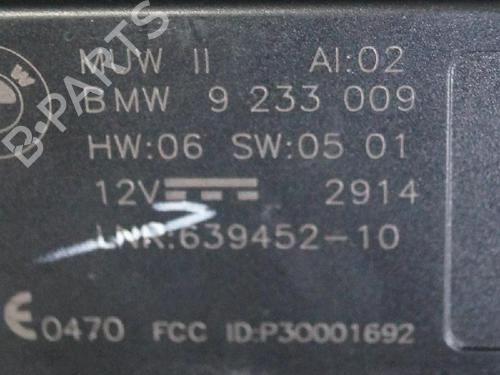 MUW II AI:02
BMW 9 233 009
HW:06 SW:05 01
12V 2914
LNR:639452-10
0470 FCC ID:P30001692
B-PARTS
W